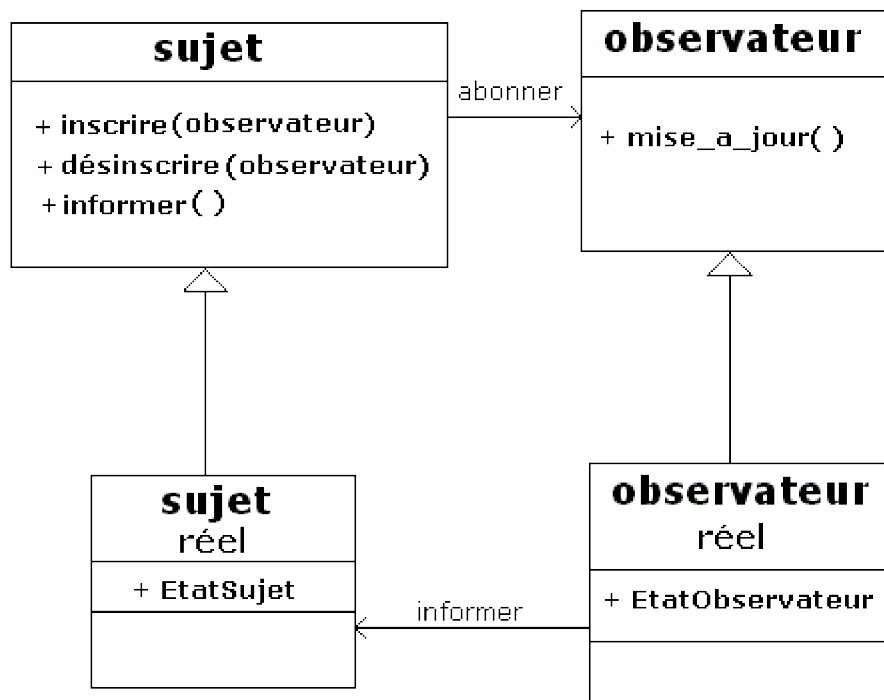 sujet
+ inscrire(observateur)
+ désinscrire(observateur)
+informer( )
abonner
observateur
+ mise_a_jour( )
sujet
réel
+ EtatSujet
informer
observateur
réel
+ EtatObservateur